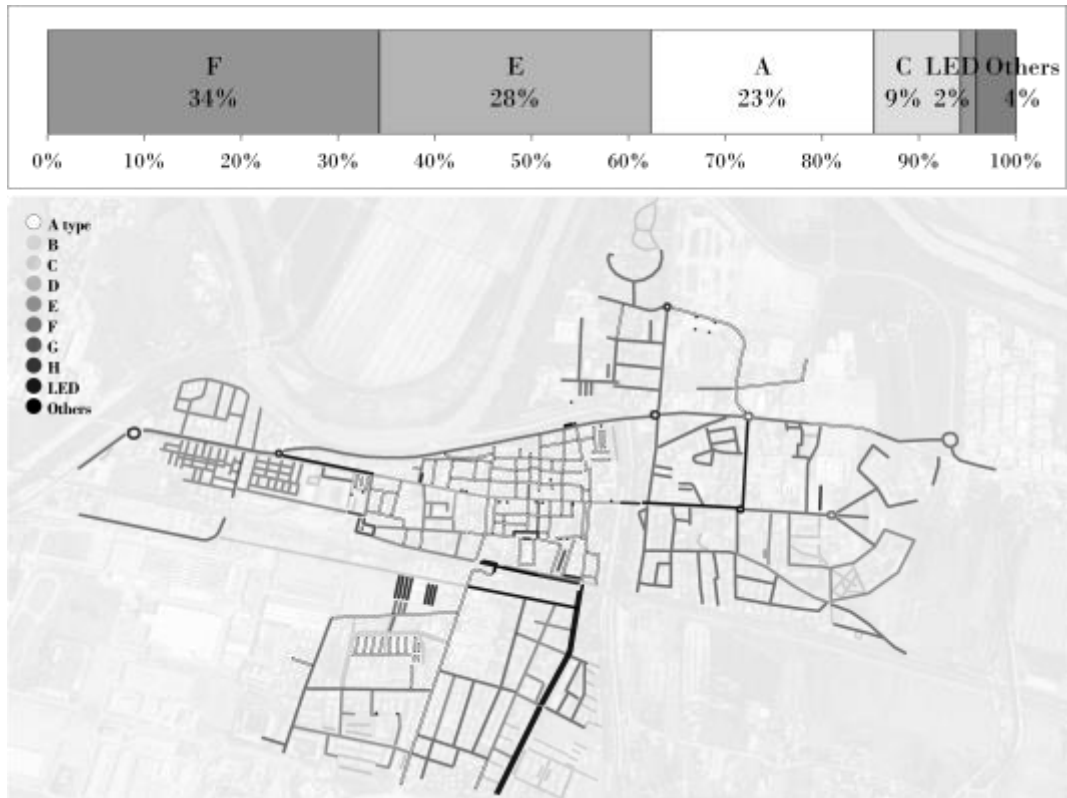 F E A C LED Others
34% 28% 23% 9% 2% 4%
0% 10% 20% 30% 40% 50% 60% 70% 80% 90% 100%
A type
B
C
D
E
F
G
H
LED
Others